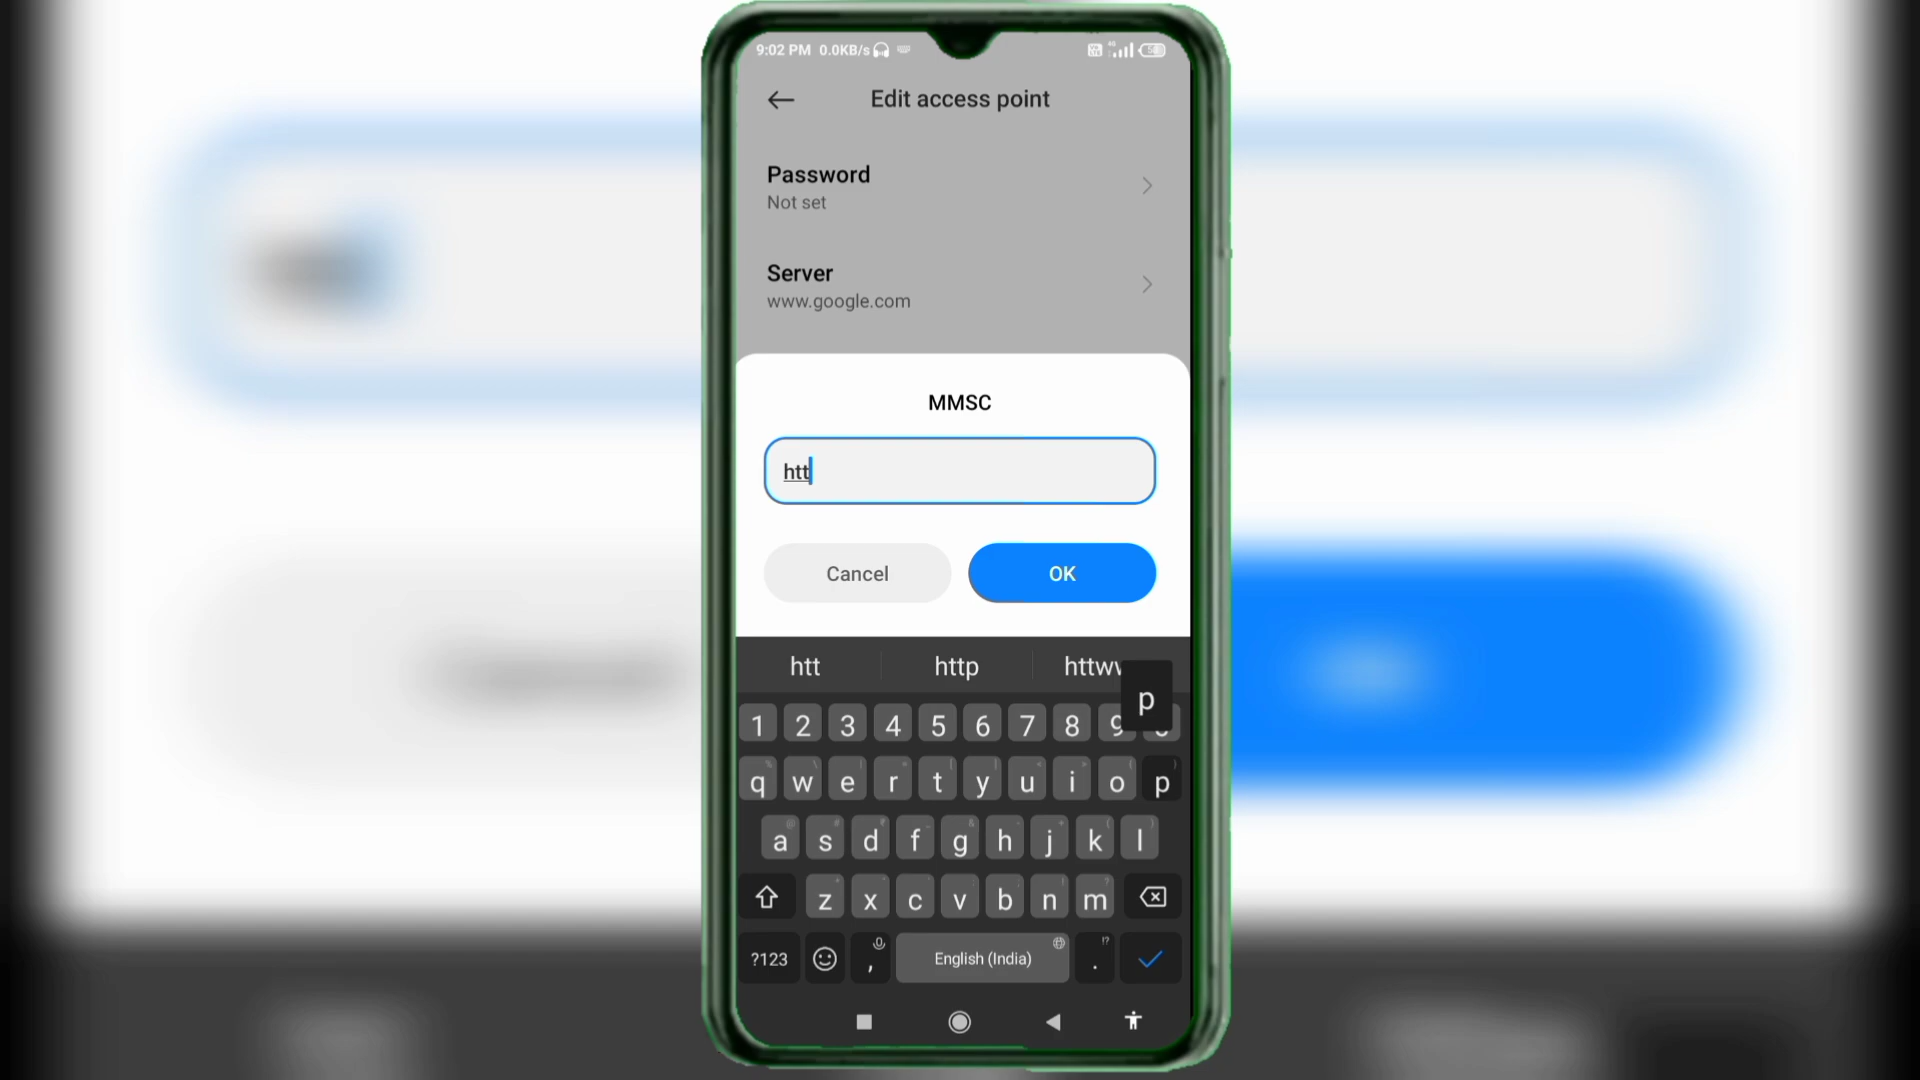 9:02 PM 0.0KB/s
Edit access point
Password
Not set
Server
www.google.com
MMSC
htt
Cancel OK
htt http
p
1 2 3 4 5 6 7 8 9
q w e r t y u i o p
a s d f g h j k l
z x c v b n m
?123 , English (India) .